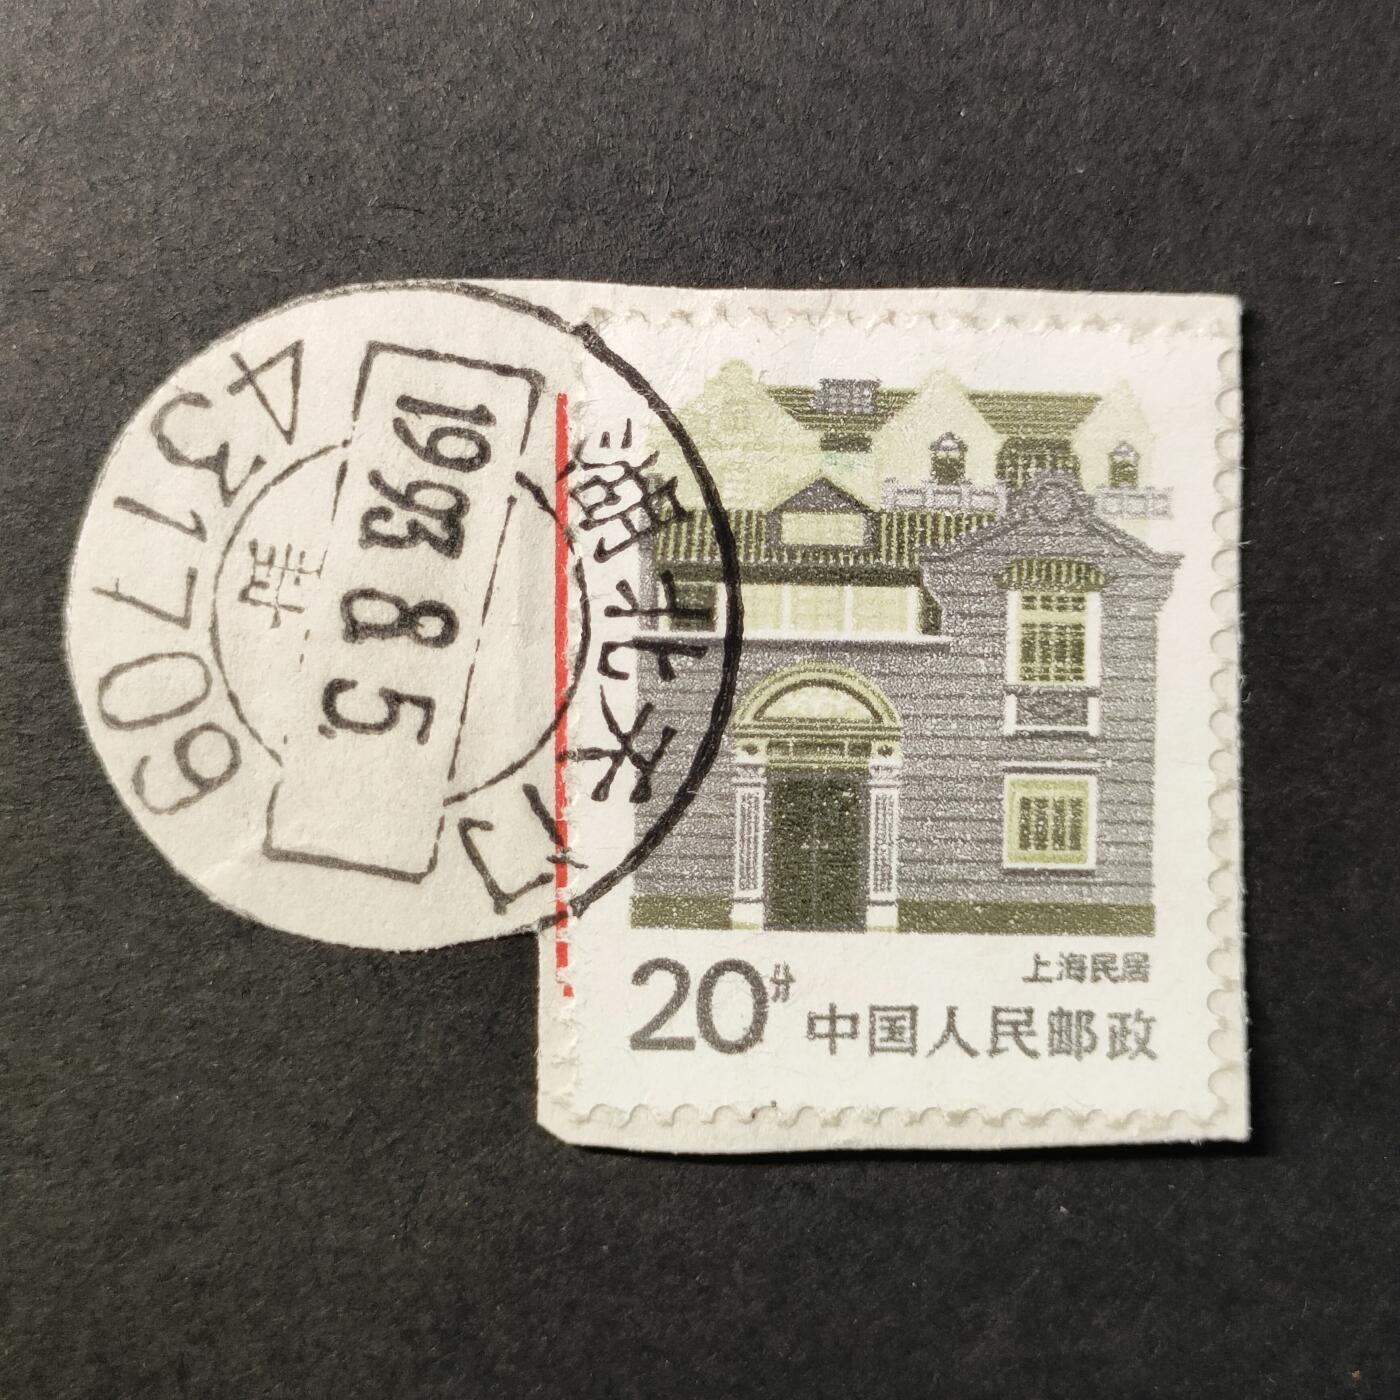 湖北天门
1993 8 5
431709
20分
上海民居
中国人民邮政